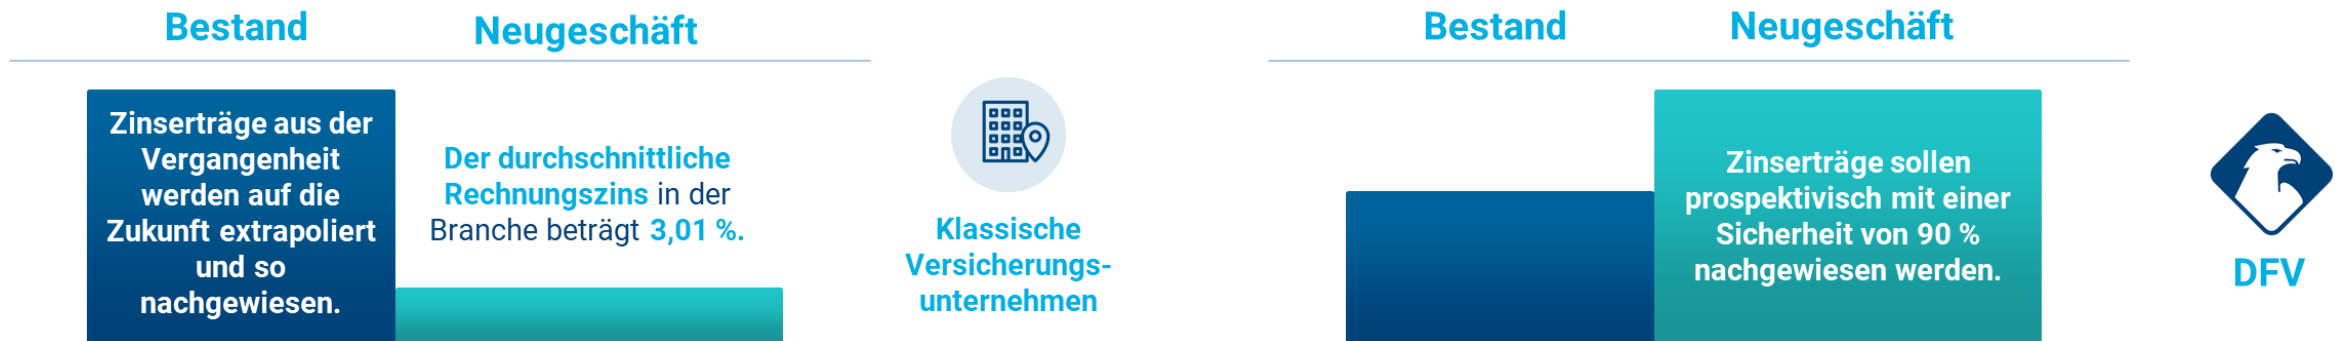 Bestand
Neugeschäft
Zinserträge aus der
Vergangenheit
werden auf die
Zukunft extrapoliert
und so
nachgewiesen.
Der durchschnittliche
Rechnungszins in der
Branche beträgt 3,01 %.
Klassische
Versicherungs-
unternehmen
Bestand
Neugeschäft
Zinserträge sollen
prospektivisch mit einer
Sicherheit von 90 %
nachgewiesen werden.
DFV